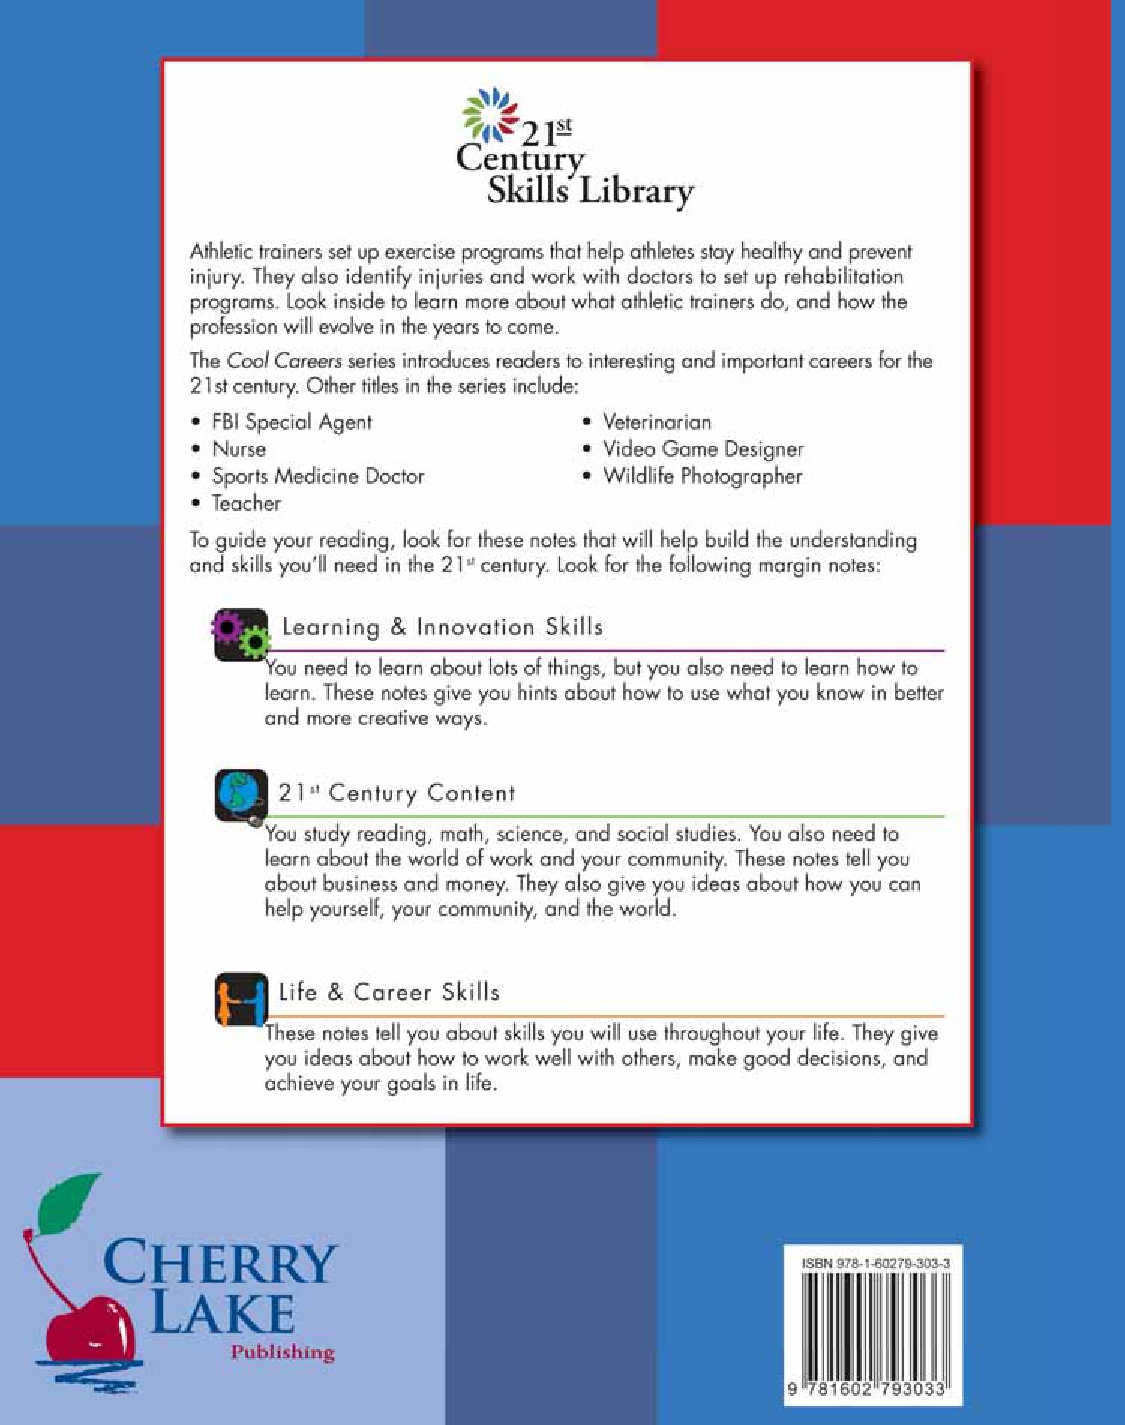 21st
Century
Skills Library
Athletic trainers set up exercise programs that help athletes stay healthy and prevent
injury. They also identify injuries and work with doctors to set up rehabilitation
programs. Look inside to learn more about what athletic trainers do, and how the
profession will evolve in the years to come.
The Cool Careers series introduces readers to interesting and important careers for the
21st century. Other titles in the series include:
• FBI Special Agent
• Nurse
• Sports Medicine Doctor
• Teacher
• Veterinarian
• Video Game Designer
• Wildlife Photographer
To guide your reading, look for these notes that will help build the understanding
and skills you'll need in the 21st century. Look for the following margin notes:
Learning & Innovation Skills
You need to learn about lots of things, but you also need to learn how to
learn. These notes give you hints about how to use what you know in better
and more creative ways.
21st Century Content
You study reading, math, science, and social studies. You also need to
learn about the world of work and your community. These notes tell you
about business and money. They also give you ideas about how you can
help yourself, your community, and the world.
Life & Career Skills
These notes tell you about skills you will use throughout your life. They give
you ideas about how to work well with others, make good decisions, and
achieve your goals in life.
CHERRY
LAKE
Publishing
ISBN 978-1-60279-303-3
9 781602 793033